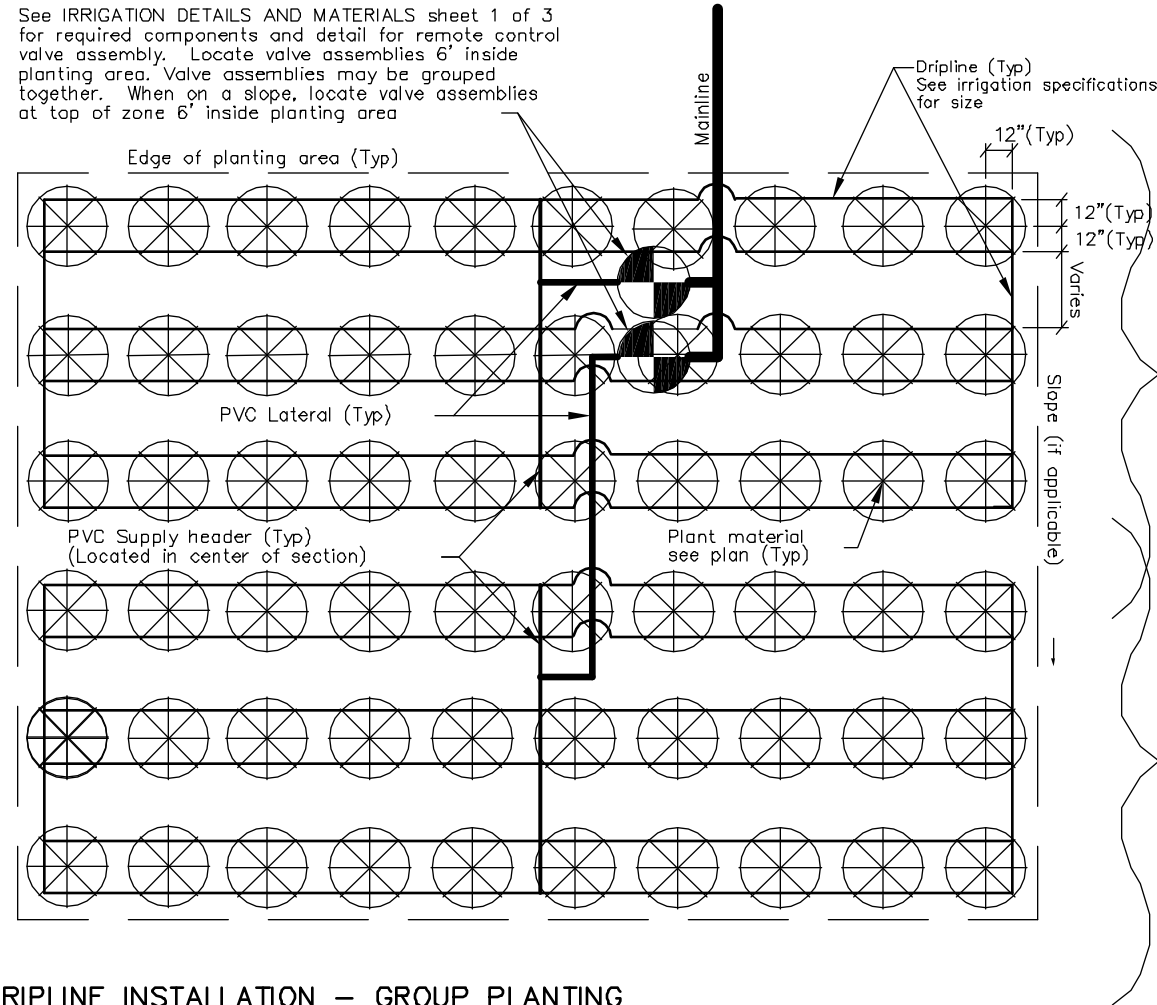 See IRRIGATION DETAILS AND MATERIALS sheet 1 of 3
for required components and detail for remote control
valve assembly. Locate valve assemblies 6' inside
planting area. Valve assemblies may be grouped
together. When on a slope, locate valve assemblies
at top of zone 6' inside planting area
Mainline
Dripline (Typ)
See irrigation specifications
for size
12"(Typ)
Edge of planting area (Typ)
12"(Typ)
12"(Typ)
Varies
PVC Lateral (Typ)
Slope (if applicable)
PVC Supply header (Typ)
(Located in center of section)
Plant material
see plan (Typ)
RIPLINE INSTALLATION – GROUP PLANTING